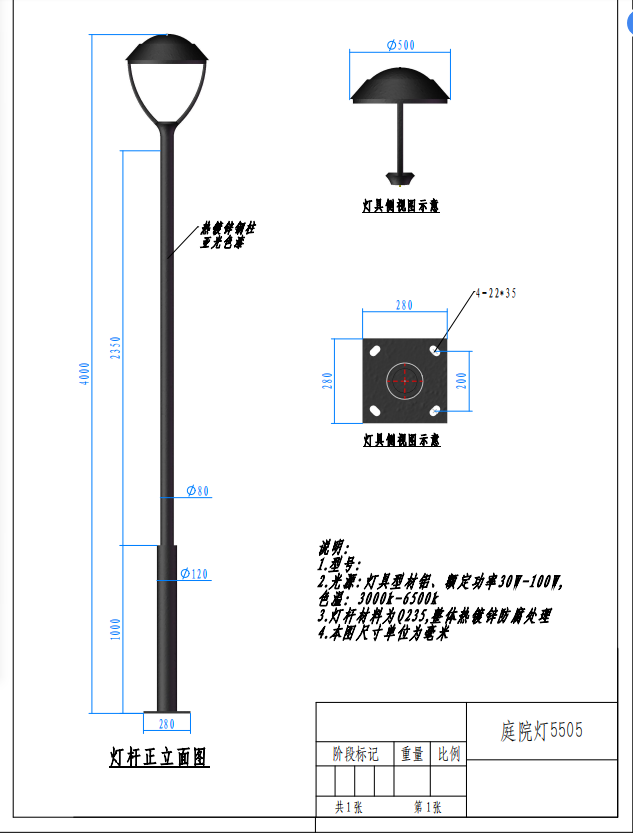 ∅500
灯具侧视图示意
热镀锌钢柱
亚光色漆
4-22*35
280
280
200
灯具侧视图示意
4000
2350
∅80
∅120
1000
280
灯杆正立面图
说明:
1.型号:
2.光源:灯具型材铝、额定功率30W-100W,
色温: 3000k-6500k
3.灯杆材料为Q235,整体热镀锌防腐处理
4.本图尺寸单位为毫米
庭院灯5505
阶段标记 重量 比例
共1张 第1张